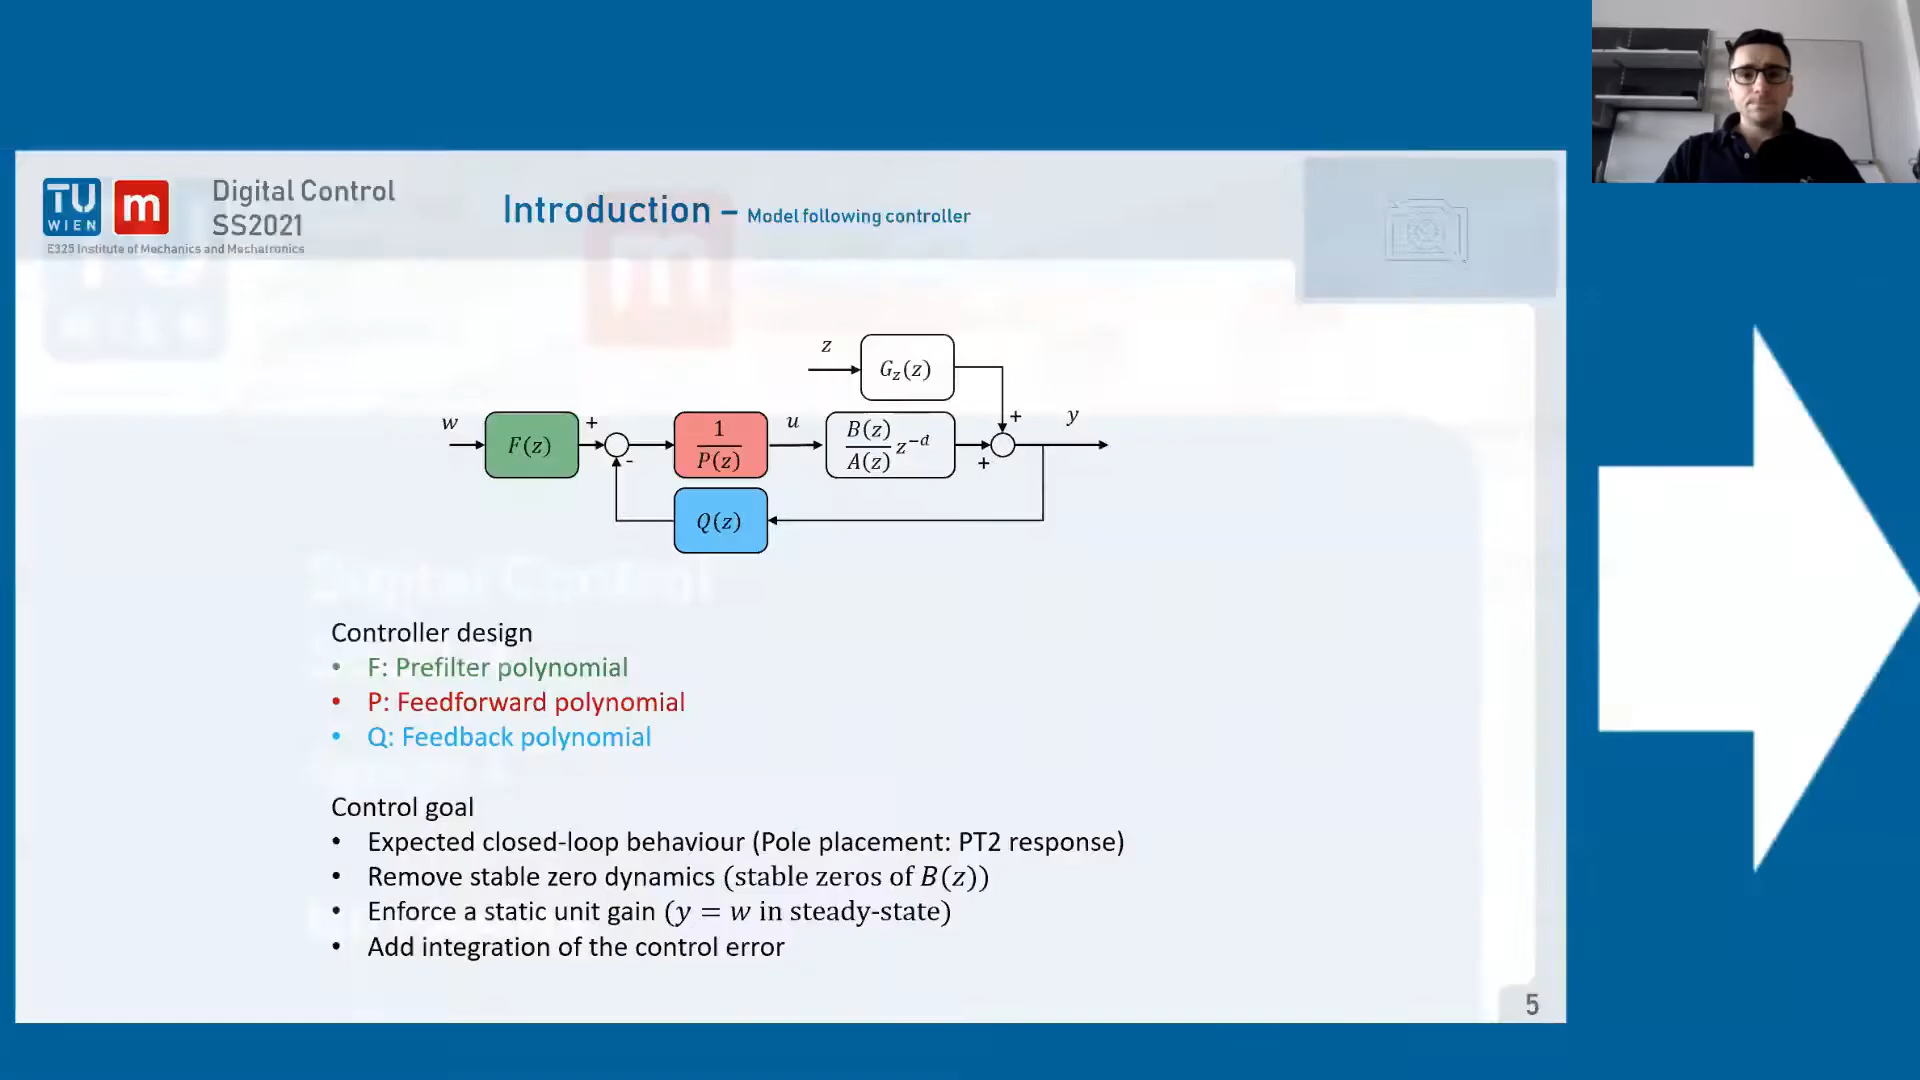 TU
WIEN
m
Digital Control
SS2021
E325 Institute of Mechanics and Mechatronics
Introduction – Model following controller
z
G_z(z)
w
F(z)
+
-
1
P(z)
u
B(z)
A(z)
z^{-d}
+
+
y
Q(z)
Controller design
• F: Prefilter polynomial
• P: Feedforward polynomial
• Q: Feedback polynomial
Control goal
• Expected closed-loop behaviour (Pole placement: PT2 response)
• Remove stable zero dynamics (stable zeros of B(z))
• Enforce a static unit gain (y = w in steady-state)
• Add integration of the control error
5
Digital Control